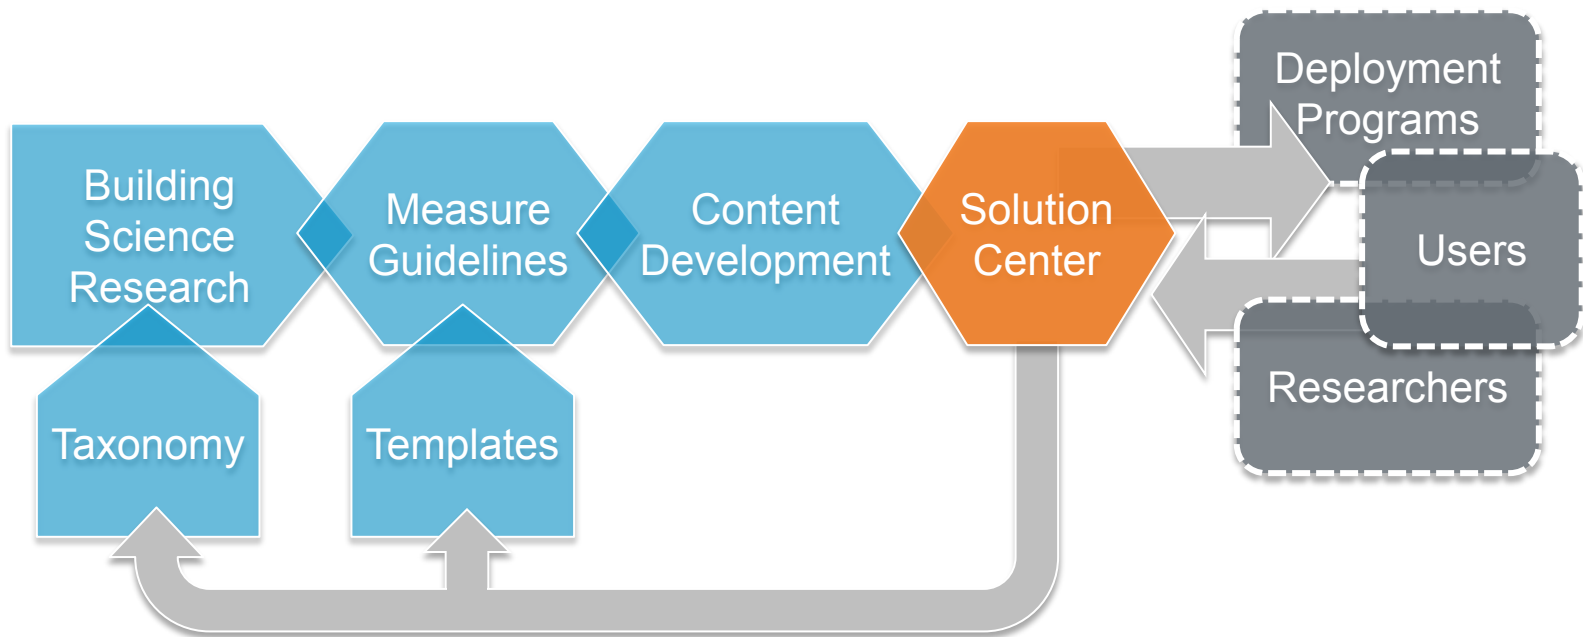 Building
Science
Research
Measure
Guidelines
Content
Development
Solution
Center
Deployment
Programs
Users
Researchers
Taxonomy
Templates